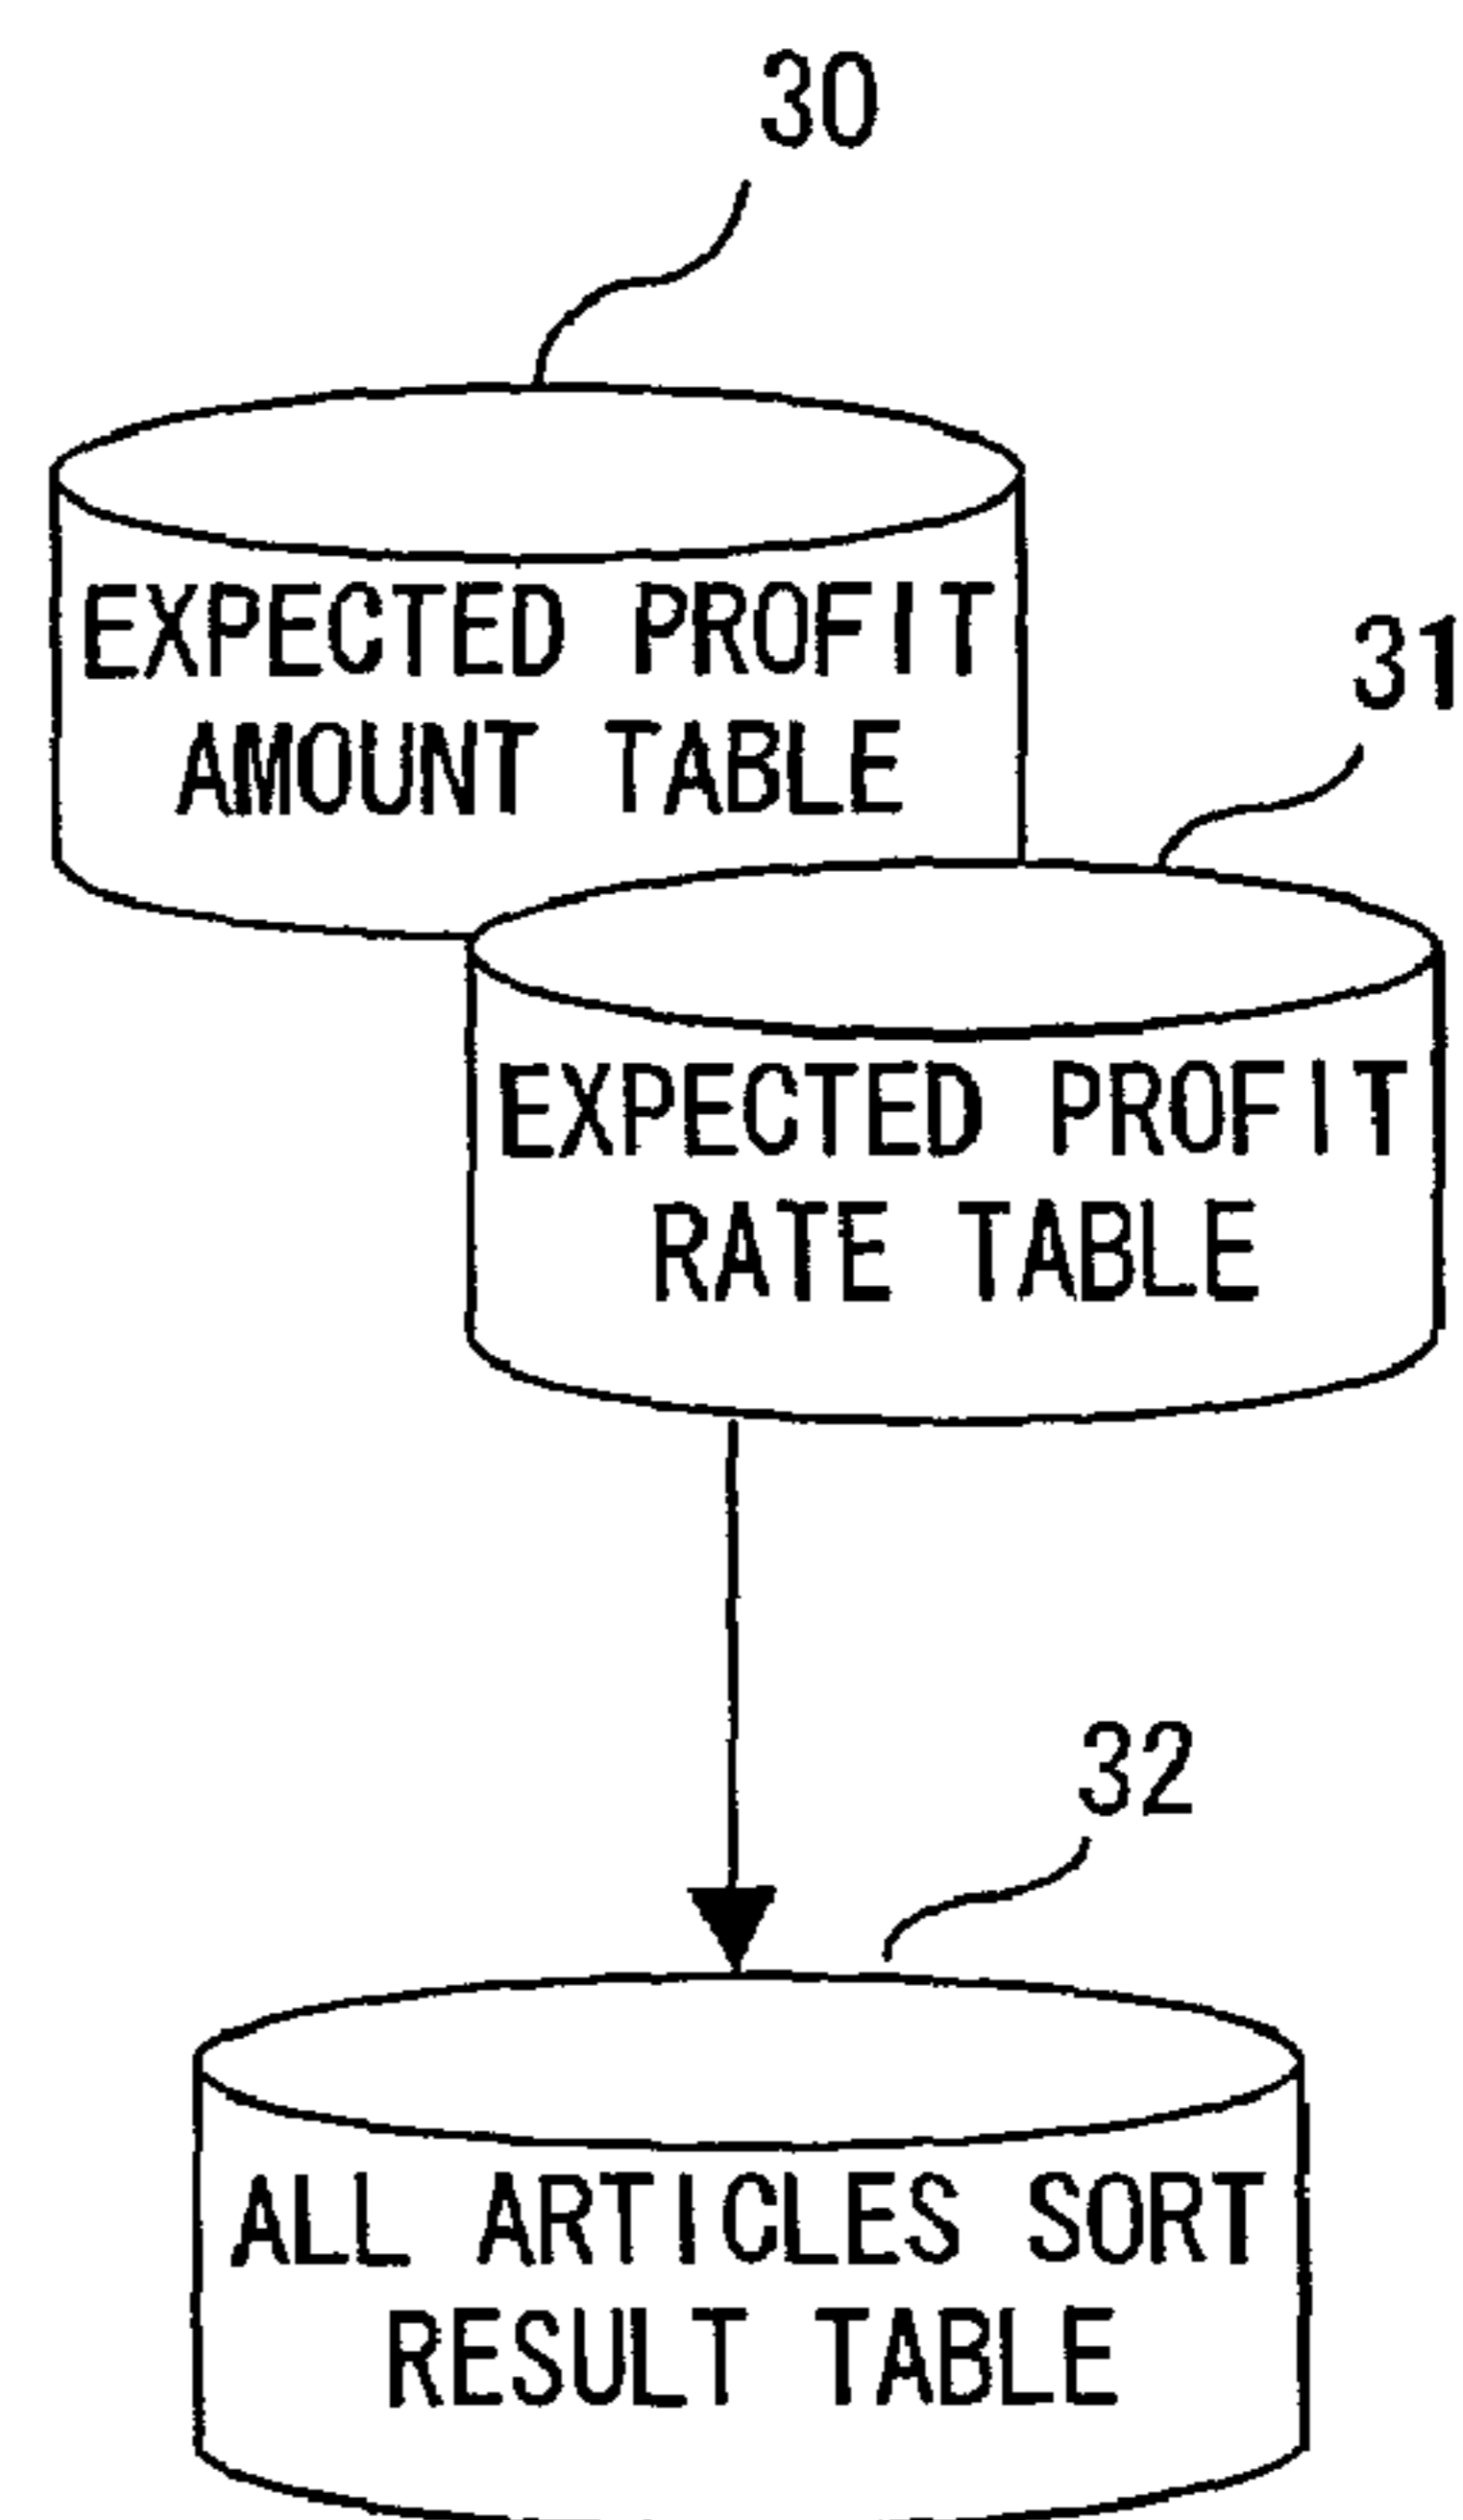 30
EXPECTED PROFIT
AMOUNT TABLE
31
EXPECTED PROFIT
RATE TABLE
32
ALL ARTICLES SORT
RESULT TABLE